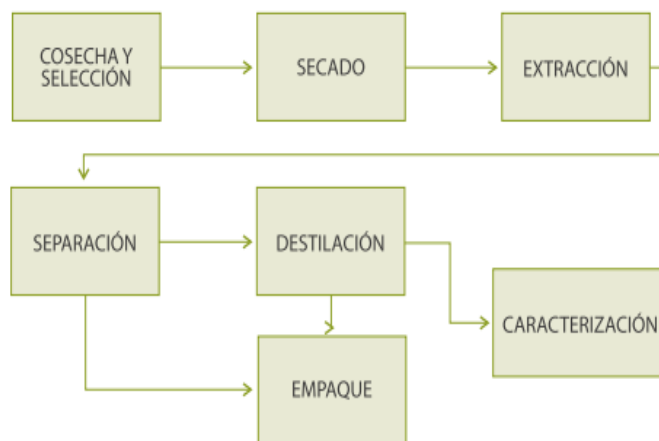 COSECHA Y
SELECCIÓN
SECADO
EXTRACCIÓN
SEPARACIÓN
DESTILACIÓN
CARACTERIZACIÓN
EMPAQUE